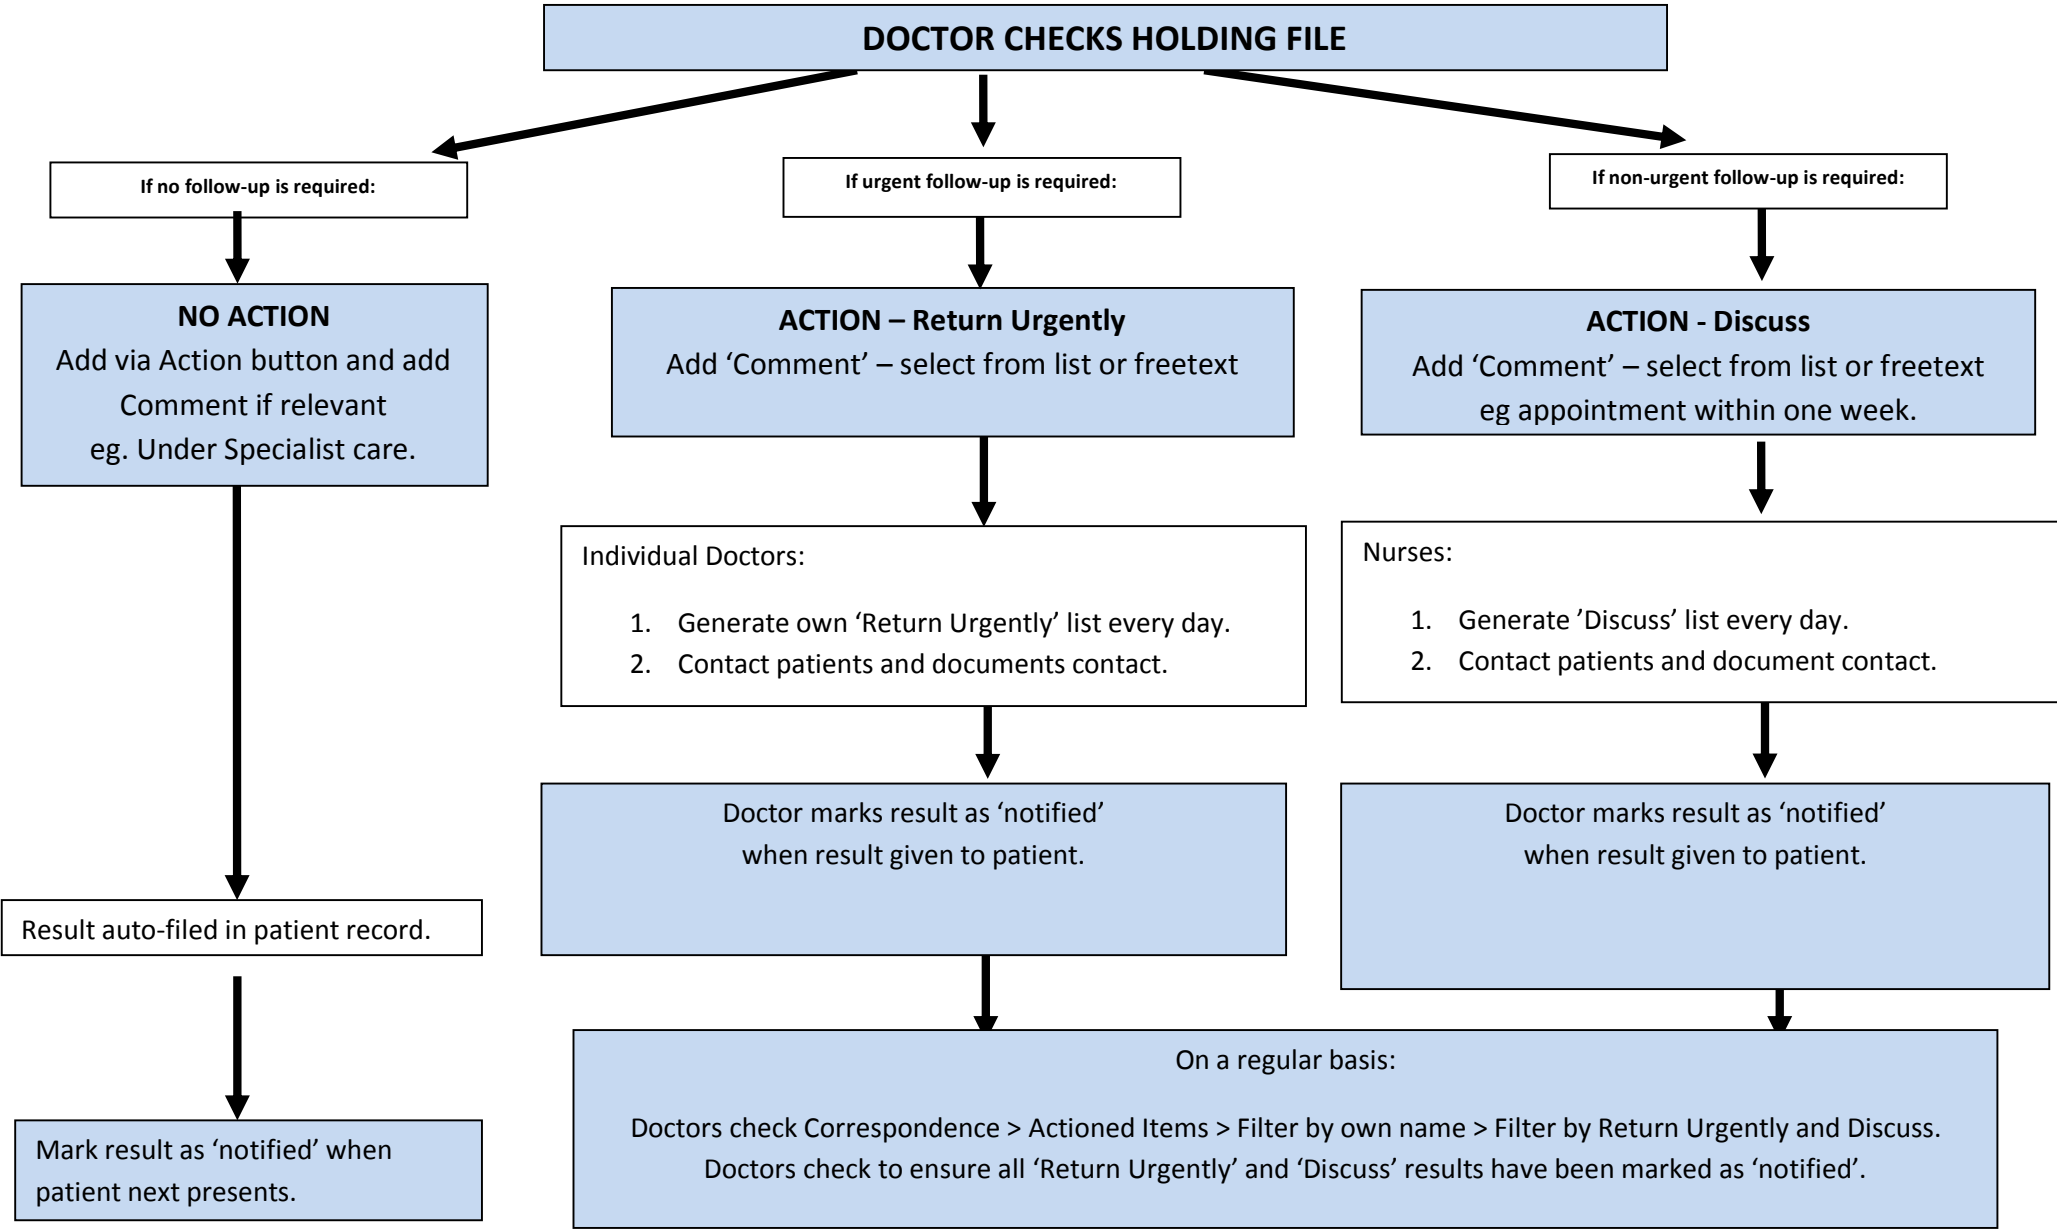 DOCTOR CHECKS HOLDING FILE
If no follow-up is required:
If urgent follow-up is required:
If non-urgent follow-up is required:
NO ACTION
Add via Action button and add
Comment if relevant
eg. Under Specialist care.
ACTION – Return Urgently
Add ‘Comment’ – select from list or freetext
ACTION - Discuss
Add ‘Comment’ – select from list or freetext
eg appointment within one week.
Individual Doctors:
1. Generate own ‘Return Urgently’ list every day.
2. Contact patients and documents contact.
Nurses:
1. Generate ’Discuss’ list every day.
2. Contact patients and document contact.
Doctor marks result as ‘notified’
when result given to patient.
Doctor marks result as ‘notified’
when result given to patient.
Result auto-filed in patient record.
Mark result as ‘notified’ when
patient next presents.
On a regular basis:
Doctors check Correspondence > Actioned Items > Filter by own name > Filter by Return Urgently and Discuss.
Doctors check to ensure all ‘Return Urgently’ and ‘Discuss’ results have been marked as ‘notified’.